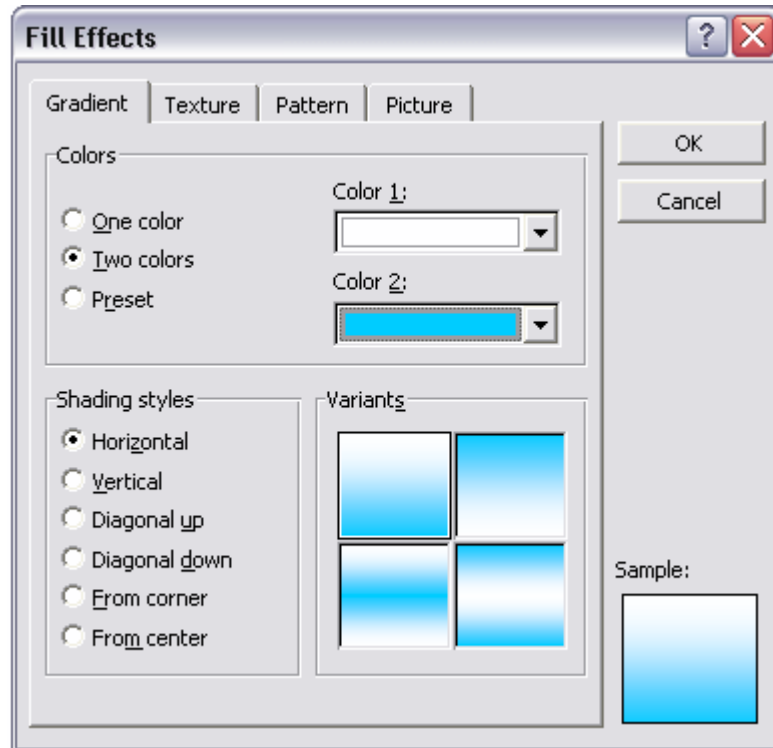 Fill Effects
Gradient
Texture
Pattern
Picture
Colors
One color
Two colors
Preset
Color 1:
Color 2:
OK
Cancel
Shading styles
Horizontal
Vertical
Diagonal up
Diagonal down
From corner
From center
Variants
Sample: